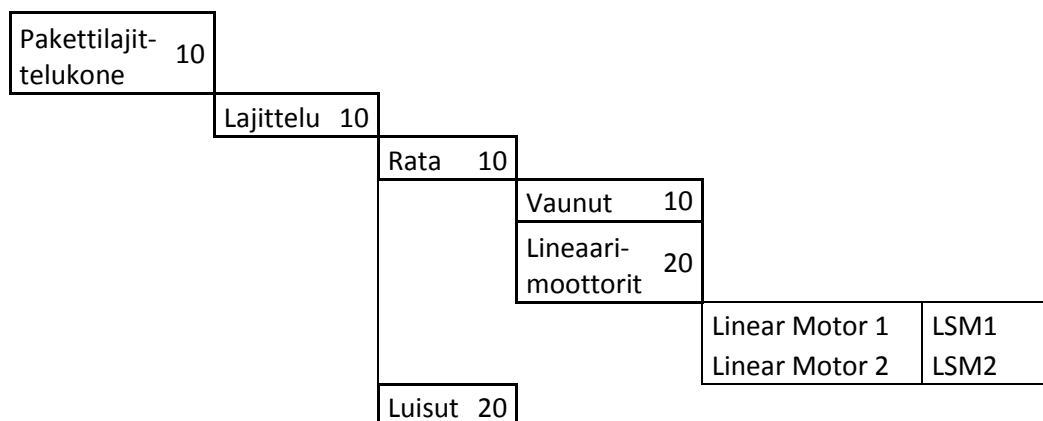 Pakettilajit-
telukone 10
Lajittelu 10
Rata 10
Vaunut 10
Lineaari-
moottorit 20
Linear Motor 1 LSM1
Linear Motor 2 LSM2
Luisut 20